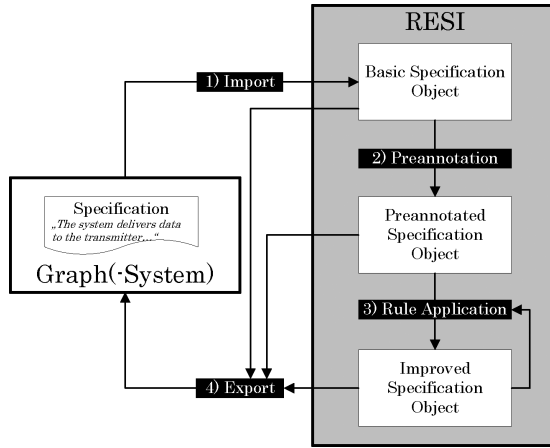 RESI
1) Import
Basic Specification
Object
2) Preannotation
Specification
„The system delivers data
to the transmitter,..."
Graph(-System)
Preannotated
Specification
Object
3) Rule Application
4) Export
Improved
Specification
Object